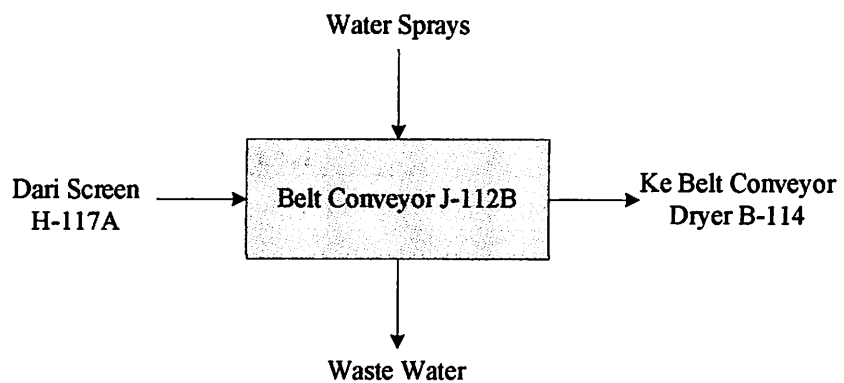 Water Sprays
Dari Screen
H-117A
Belt Conveyor J-112B
Ke Belt Conveyor
Dryer B-114
Waste Water